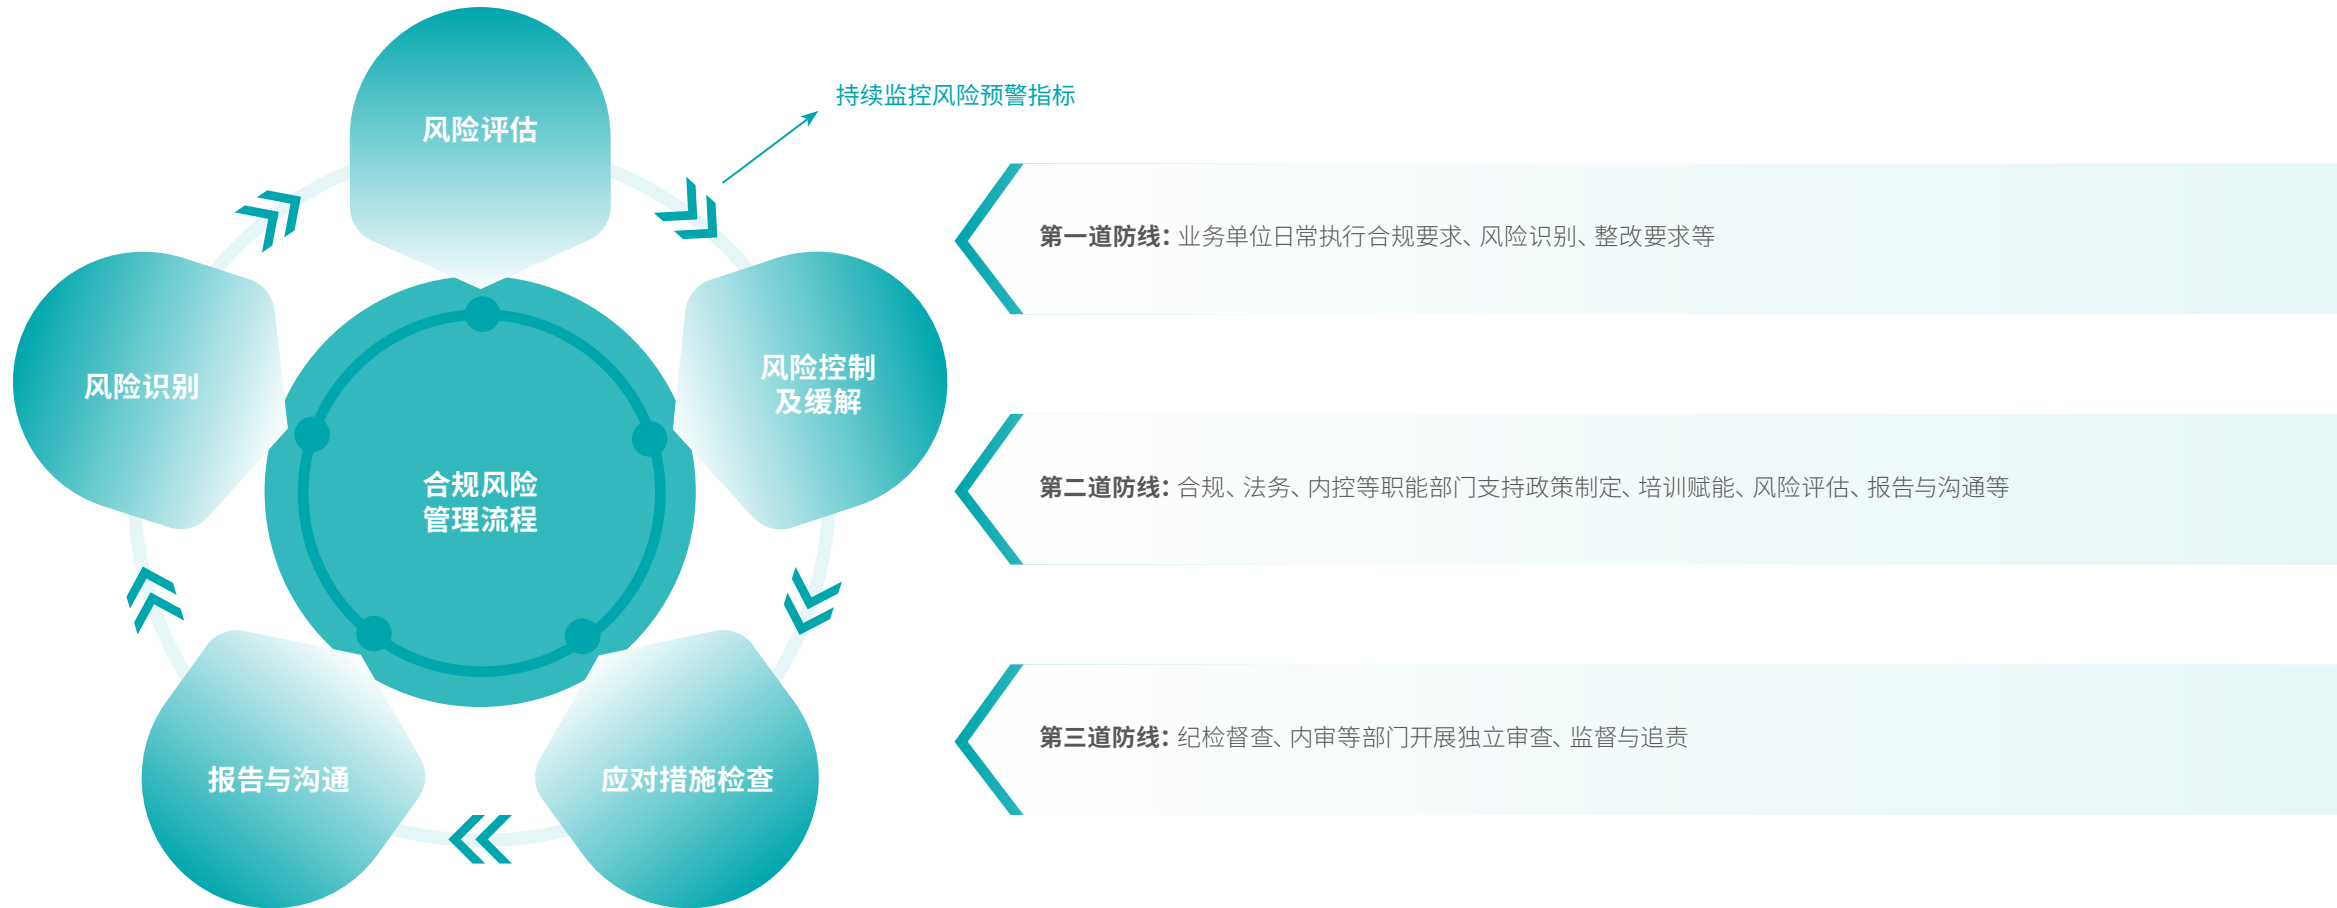 风险评估
持续监控风险预警指标
风险识别
风险控制
及缓解
合规风险
管理流程
报告与沟通
应对措施检查
第一道防线：业务单位日常执行合规要求、风险识别、整改要求等
第二道防线：合规、法务、内控等职能部门支持政策制定、培训赋能、风险评估、报告与沟通等
第三道防线：纪检督查、内审等部门开展独立审查、监督与追责